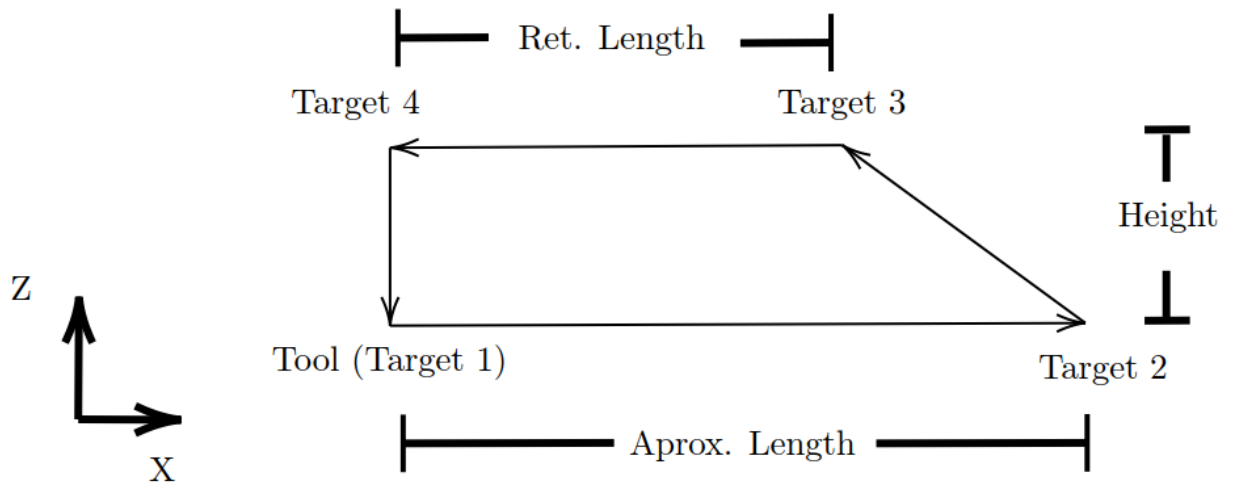 Ret. Length
Target 4
Target 3
Height
Z
Tool (Target 1)
Target 2
Aprox. Length
X